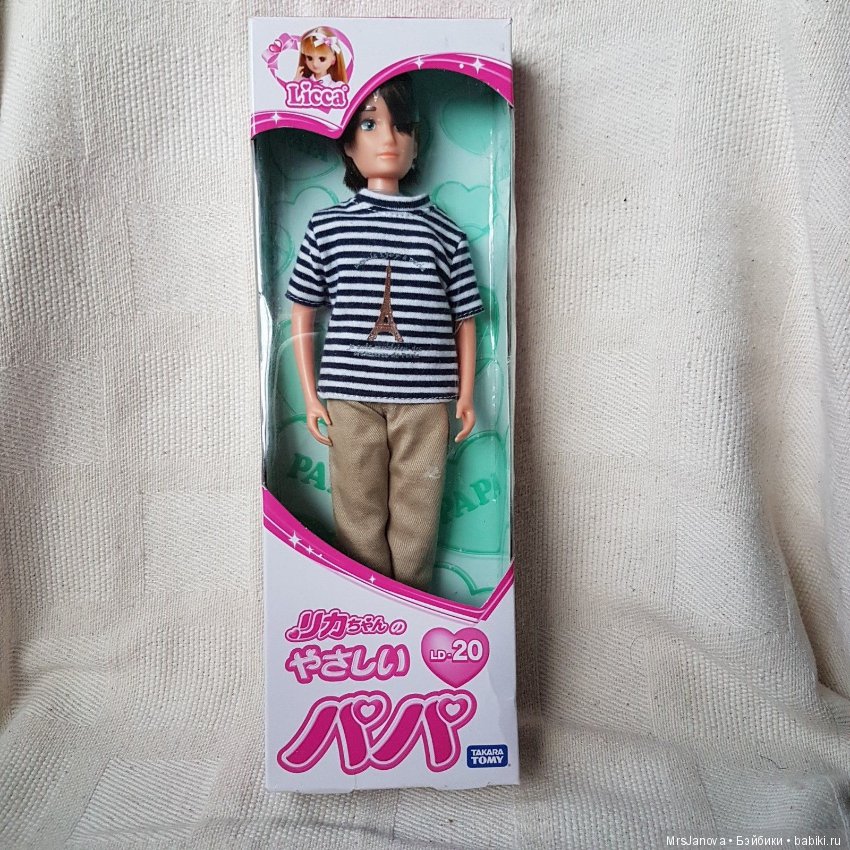 Licca
PAPA
リカちゃんの
やさしい
LD-20
パパ
TAKARA
TOMY
MrsJanova • Бэйбики • babiki.ru